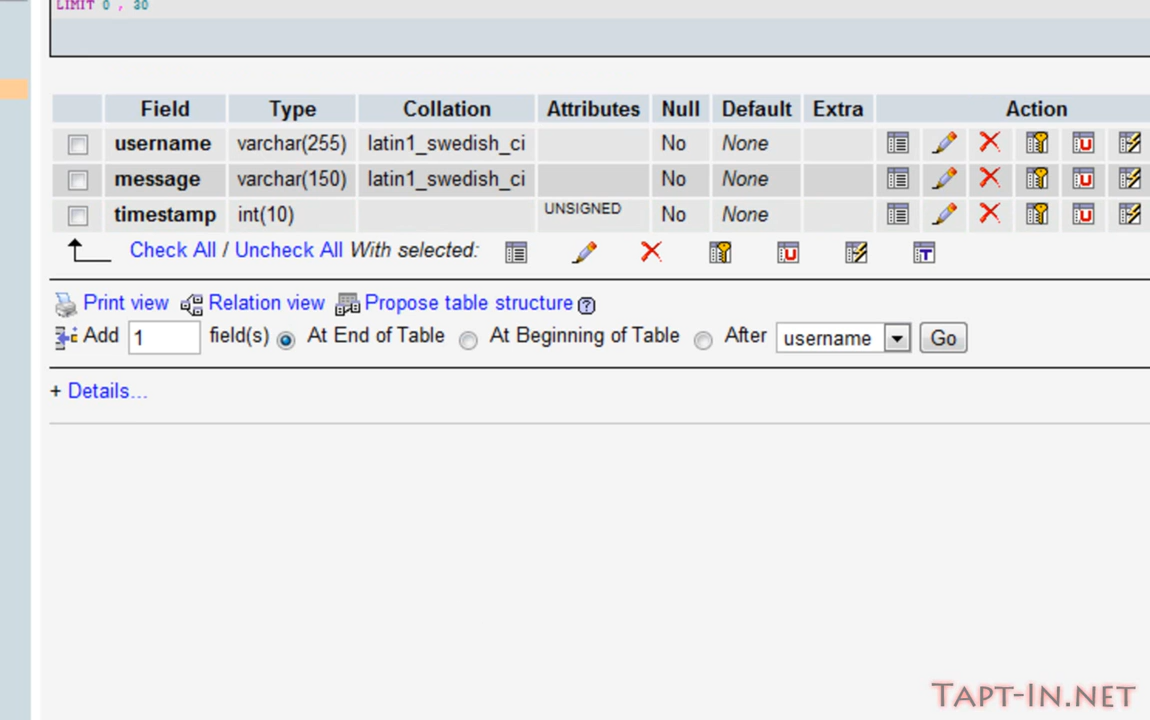 LIMIT 0 , 30
Field Type Collation Attributes Null Default Extra Action
username varchar(255) latin1_swedish_ci No None
message varchar(150) latin1_swedish_ci No None
timestamp int(10) UNSIGNED No None
Check All / Uncheck All With selected:
Print view Relation view Propose table structure ?
Add 1 field(s) At End of Table At Beginning of Table After username Go
+ Details...
TAPT-IN.NET